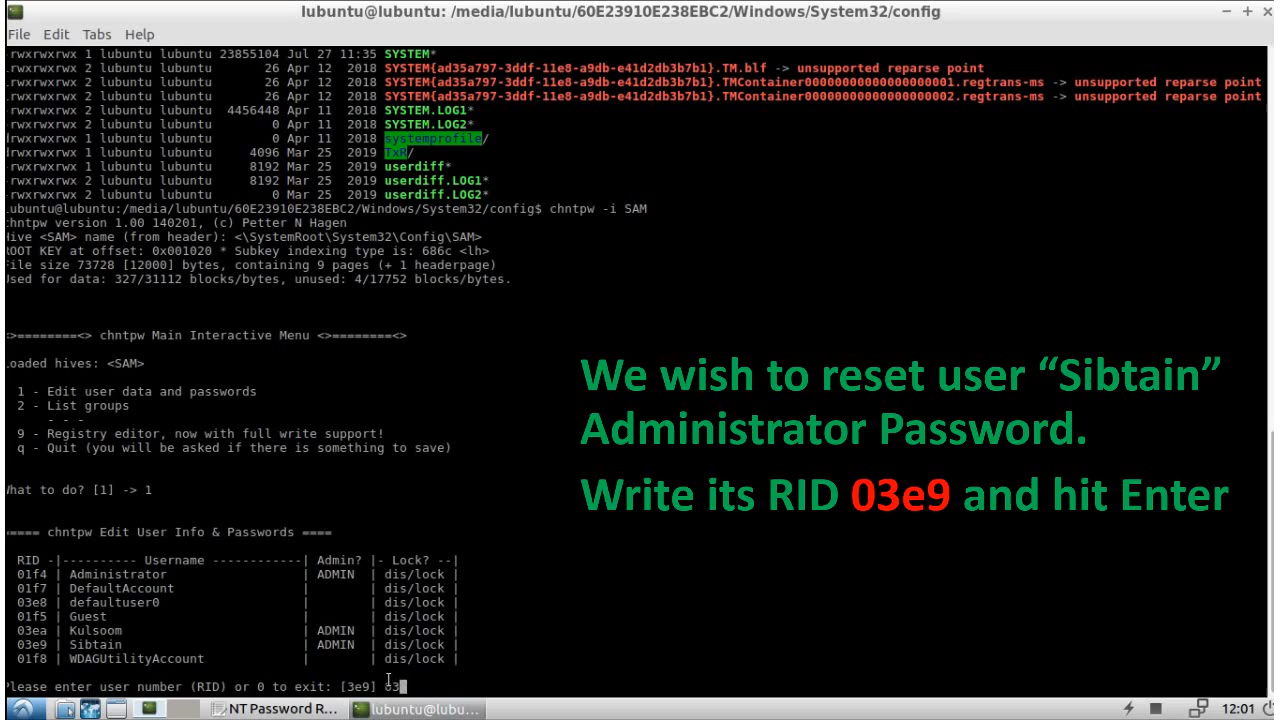 lubuntu@lubuntu: /media/lubuntu/60E23910E238EBC2/Windows/System32/config
File Edit Tabs Help
rwxrwxrwx 1 lubuntu lubuntu 23855104 Jul 27 11:35 SYSTEM*
rwxrwxrwx 2 lubuntu lubuntu 26 Apr 12 2018 SYSTEM{ad35a797-3ddf-11e8-a9db-e41d2db3b7b1}.TM.blf -> unsupported reparse point
rwxrwxrwx 2 lubuntu lubuntu 26 Apr 12 2018 SYSTEM{ad35a797-3ddf-11e8-a9db-e41d2db3b7b1}.TMContainer00000000000000000001.regtrans-ms -> unsupported reparse point
rwxrwxrwx 2 lubuntu lubuntu 26 Apr 12 2018 SYSTEM{ad35a797-3ddf-11e8-a9db-e41d2db3b7b1}.TMContainer00000000000000000002.regtrans-ms -> unsupported reparse point
rwxrwxrwx 2 lubuntu lubuntu 4456448 Apr 11 2018 SYSTEM.LOG1*
rwxrwxrwx 2 lubuntu lubuntu 0 Apr 11 2018 SYSTEM.LOG2*
rwxrwxrwx 1 lubuntu lubuntu 0 Apr 11 2018 systemprofile/
rwxrwxrwx 1 lubuntu lubuntu 4096 Mar 25 2019 TxR/
rwxrwxrwx 2 lubuntu lubuntu 8192 Mar 25 2019 userdiff*
rwxrwxrwx 2 lubuntu lubuntu 8192 Mar 25 2019 userdiff.LOG1*
rwxrwxrwx 2 lubuntu lubuntu 0 Mar 25 2019 userdiff.LOG2*
lubuntu@lubuntu:/media/lubuntu/60E23910E238EBC2/Windows/System32/config$ chntpw -i SAM
chntpw version 1.00 140201, (c) Petter N Hagen
Hive <SAM> name (from header): <\SystemRoot\System32\Config\SAM>
ROOT KEY at offset: 0x001020 * Subkey indexing type is: 686c <lh>
File size 73728 [12000] bytes, containing 9 pages (+ 1 headerpage)
Used for data: 327/31112 blocks/bytes, unused: 4/17752 blocks/bytes.
<>========<> chntpw Main Interactive Menu <>========<>
Loaded hives: <SAM>
1 - Edit user data and passwords
2 - List groups
- - -
9 - Registry editor, now with full write support!
q - Quit (you will be asked if there is something to save)
What to do? [1] -> 1
We wish to reset user “Sibtain”
Administrator Password.
Write its RID 03e9 and hit Enter
===== chntpw Edit User Info & Passwords ====
RID -|---------- Username ------------| Admin? |- Lock? --|
01f4 | Administrator | ADMIN | dis/lock |
01f7 | DefaultAccount | | dis/lock |
03e8 | defaultuser0 | | dis/lock |
01f5 | Guest | | dis/lock |
03ea | Kulsoom | ADMIN | dis/lock |
03e9 | Sibtain | ADMIN | dis/lock |
01f8 | WDAGUtilityAccount | | dis/lock |
Please enter user number (RID) or 0 to exit: [3e9] 03
NT Password R... lubuntu@lubu... 12:01